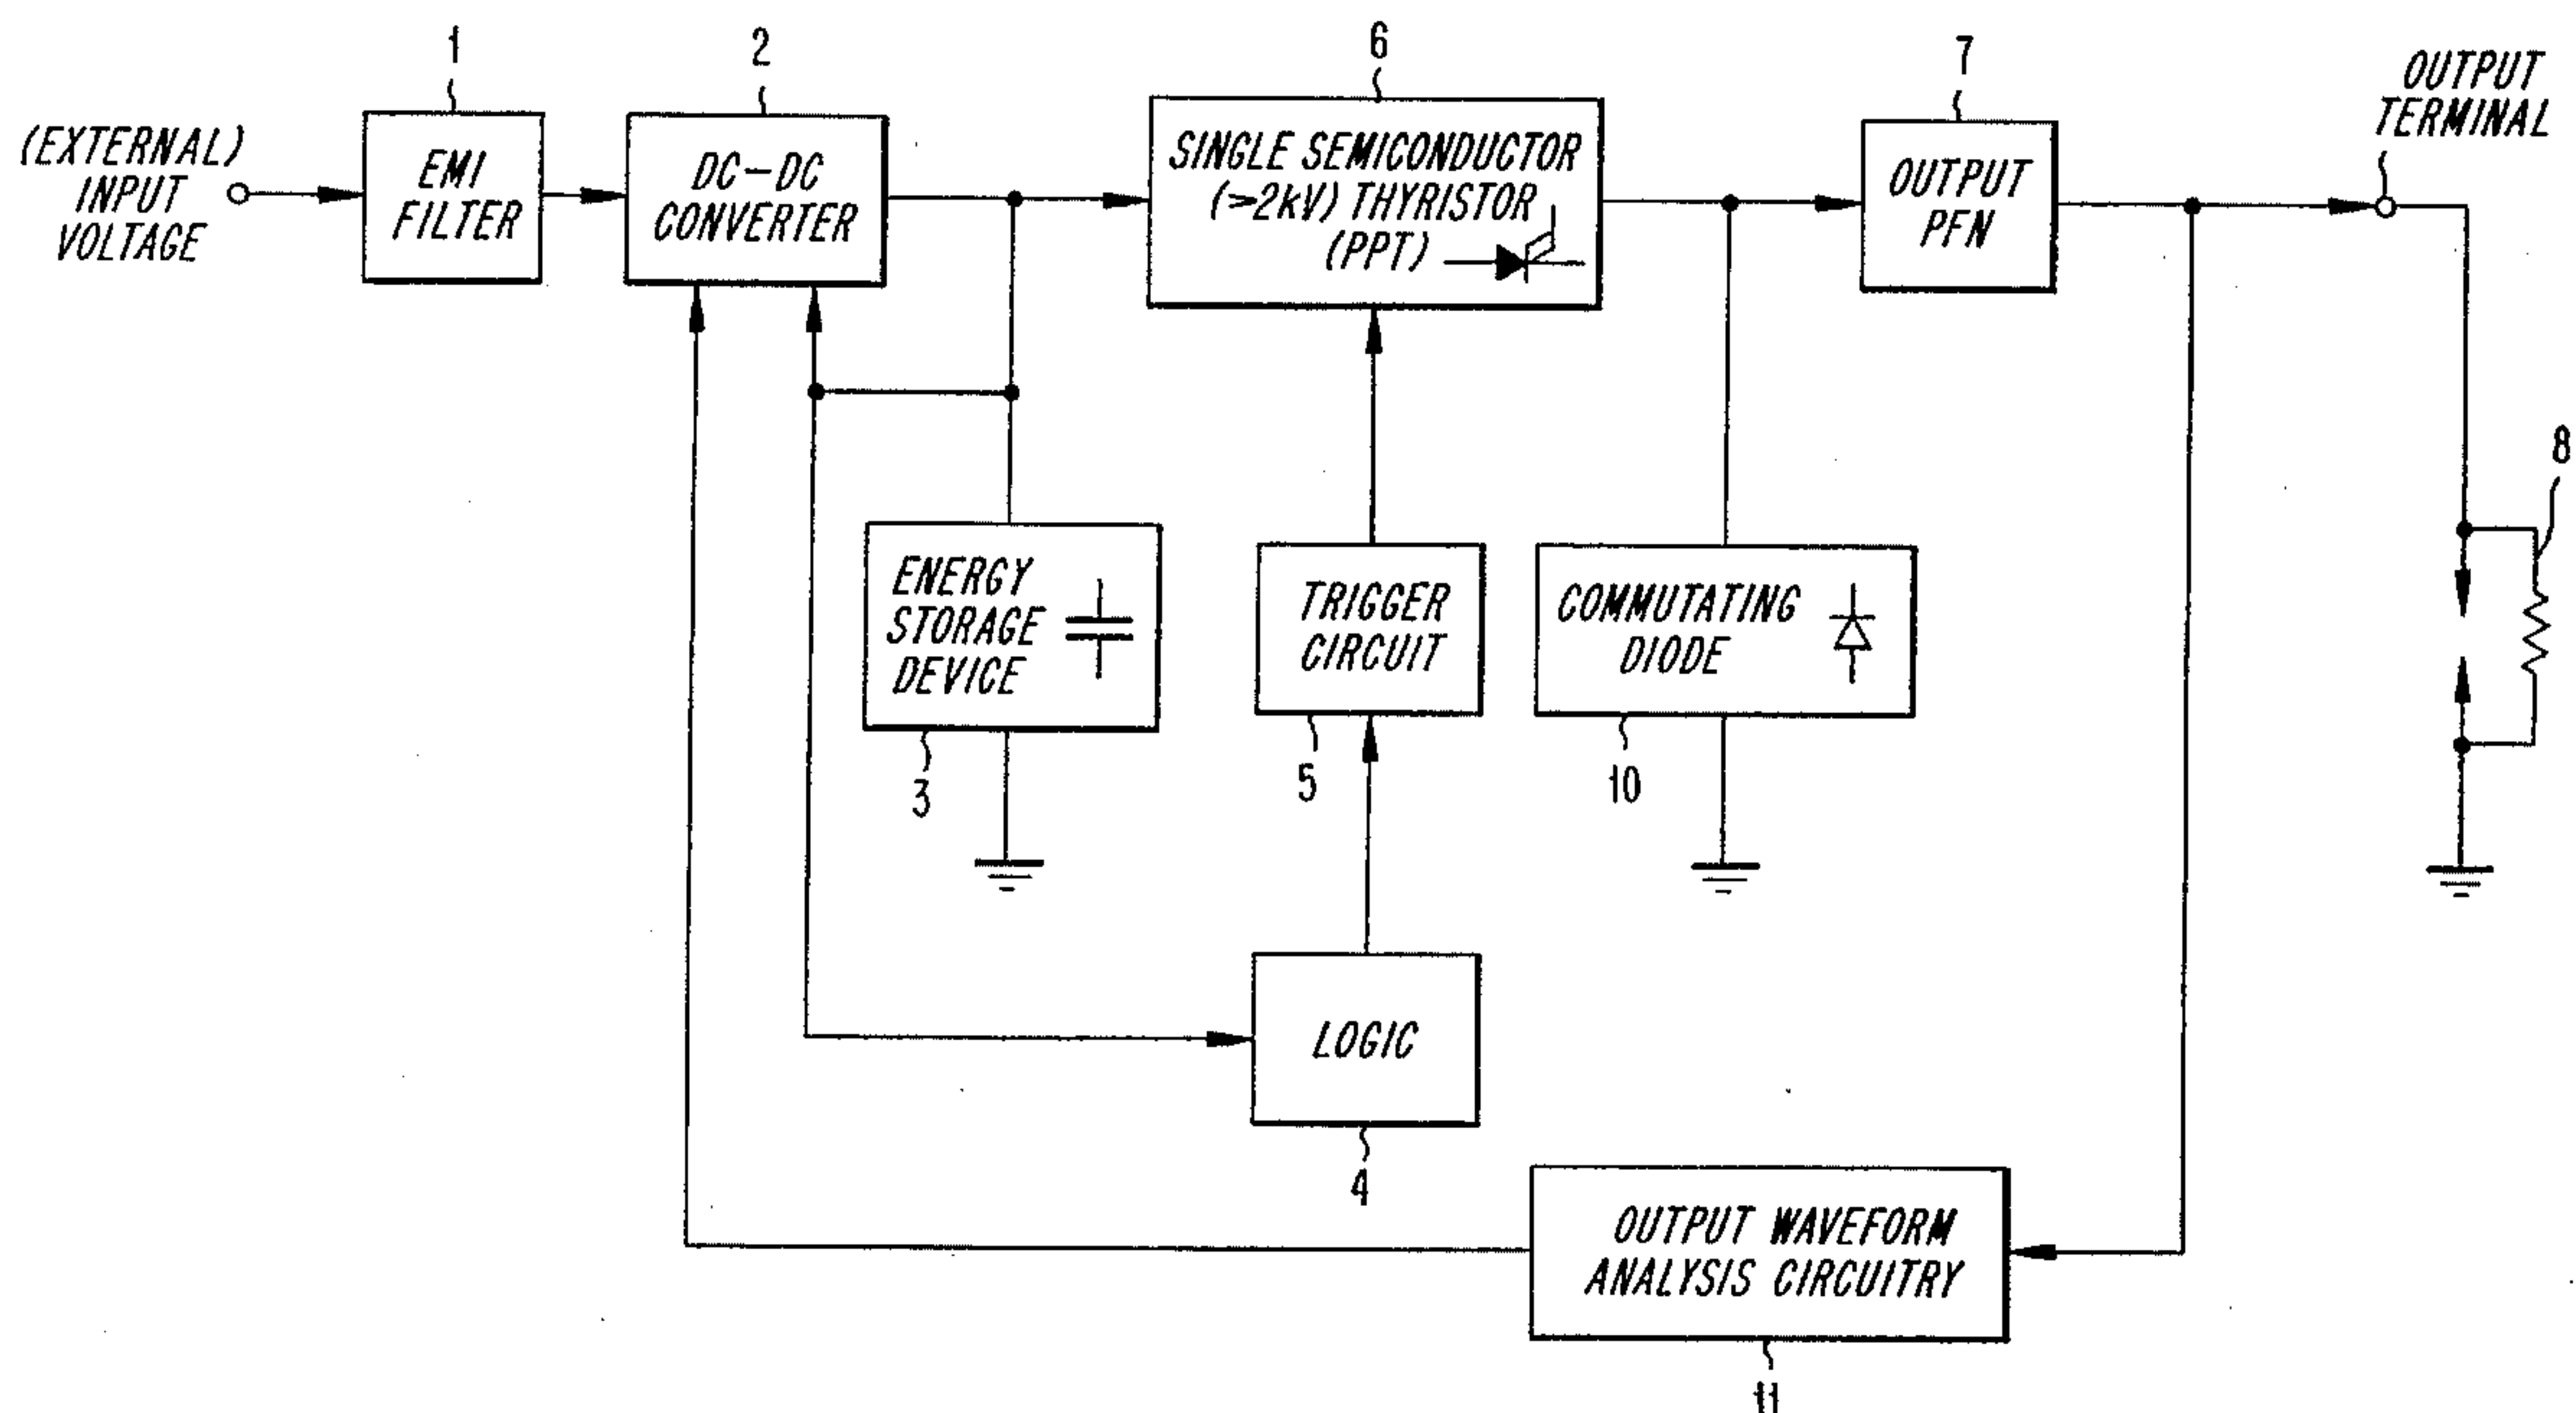 1
2
6
7
OUTPUT
TERMINAL
(EXTERNAL)
INPUT
VOLTAGE
EMI
FILTER
DC-DC
CONVERTER
SINGLE SEMICONDUCTOR
(>2kV) THYRISTOR
(PPT)
OUTPUT
PFN
8
ENERGY
STORAGE
DEVICE
3
TRIGGER
CIRCUIT
5
COMMUTATING
DIODE
10
LOGIC
4
OUTPUT WAVEFORM
ANALYSIS CIRCUITRY
11